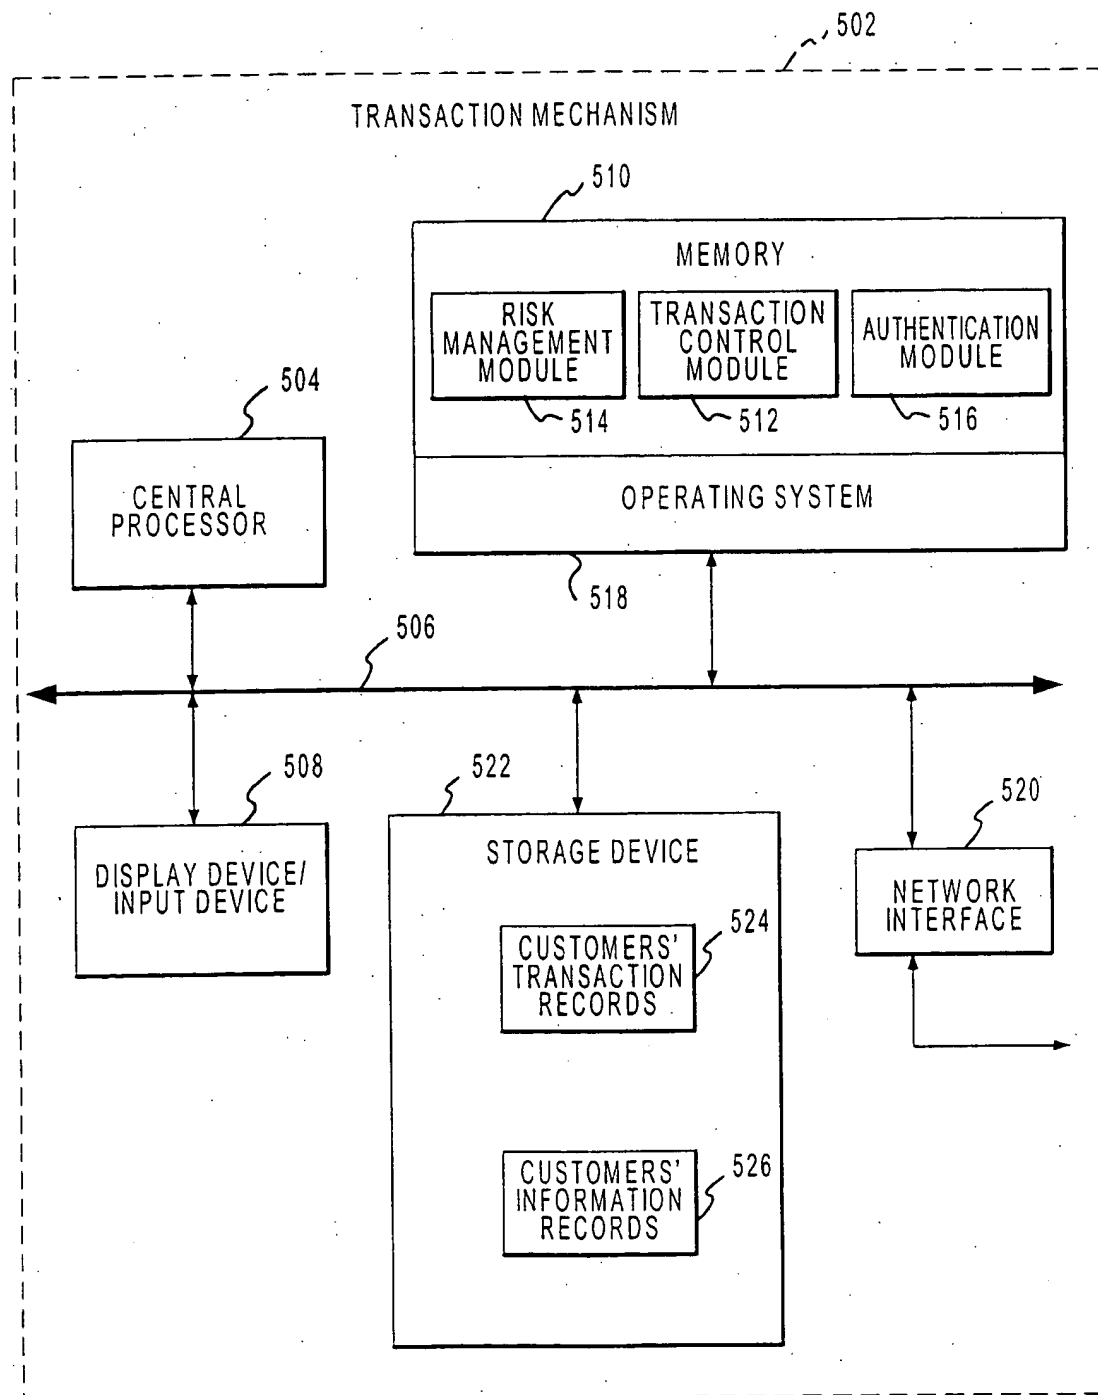 502
TRANSACTION MECHANISM
510
MEMORY
RISK
MANAGEMENT
MODULE
514
TRANSACTION
CONTROL
MODULE
512
AUTHENTICATION
MODULE
516
504
CENTRAL
PROCESSOR
OPERATING SYSTEM
518
506
508
DISPLAY DEVICE/
INPUT DEVICE
522
STORAGE DEVICE
520
NETWORK
INTERFACE
524
CUSTOMERS'
TRANSACTION
RECORDS
526
CUSTOMERS'
INFORMATION
RECORDS